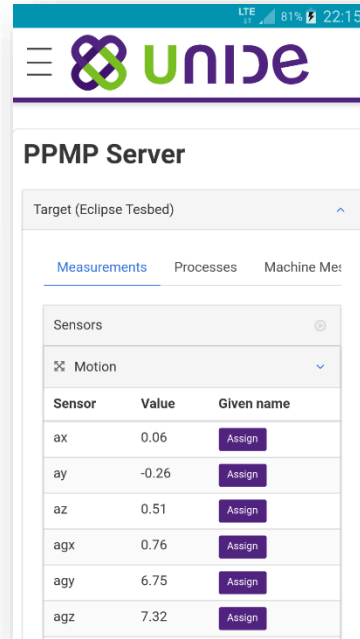 LTE 81% 22:15
unide
PPMP Server
Target (Eclipse Tesbed)
Measurements Processes Machine Mes
Sensors
Motion
Sensor Value Given name
ax 0.06 Assign
ay -0.26 Assign
az 0.51 Assign
agx 0.76 Assign
agy 6.75 Assign
agz 7.32 Assign